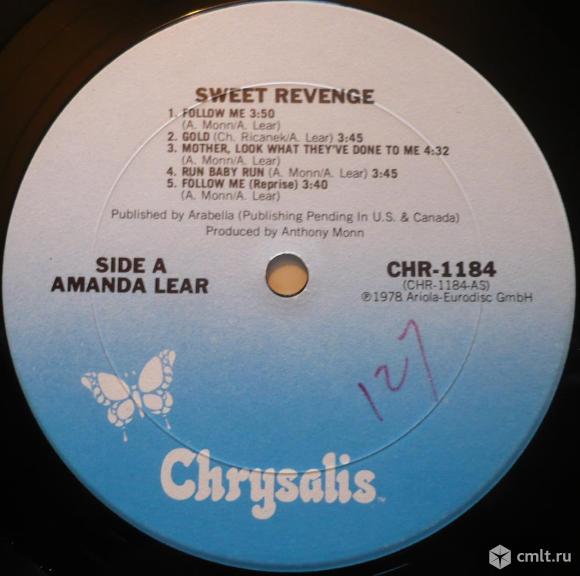 SWEET REVENGE
1. FOLLOW ME 3:50
(A. Monn/A. Lear)
2. GOLD (Ch. Ricanek/A. Lear) 3:45
3. MOTHER, LOOK WHAT THEY'VE DONE TO ME 4:32
(A. Monn/A. Lear)
4. RUN BABY RUN (A. Monn/A. Lear) 3:45
5. FOLLOW ME (Reprise) 3:40
(A. Monn/A. Lear)
Published by Arabella (Publishing Pending In U.S. & Canada)
Produced by Anthony Monn
SIDE A
AMANDA LEAR
CHR-1184
(CHR-1184-AS)
℗1978 Ariola-Eurodisc GmbH
127
Chrysalis
cmlt.ru